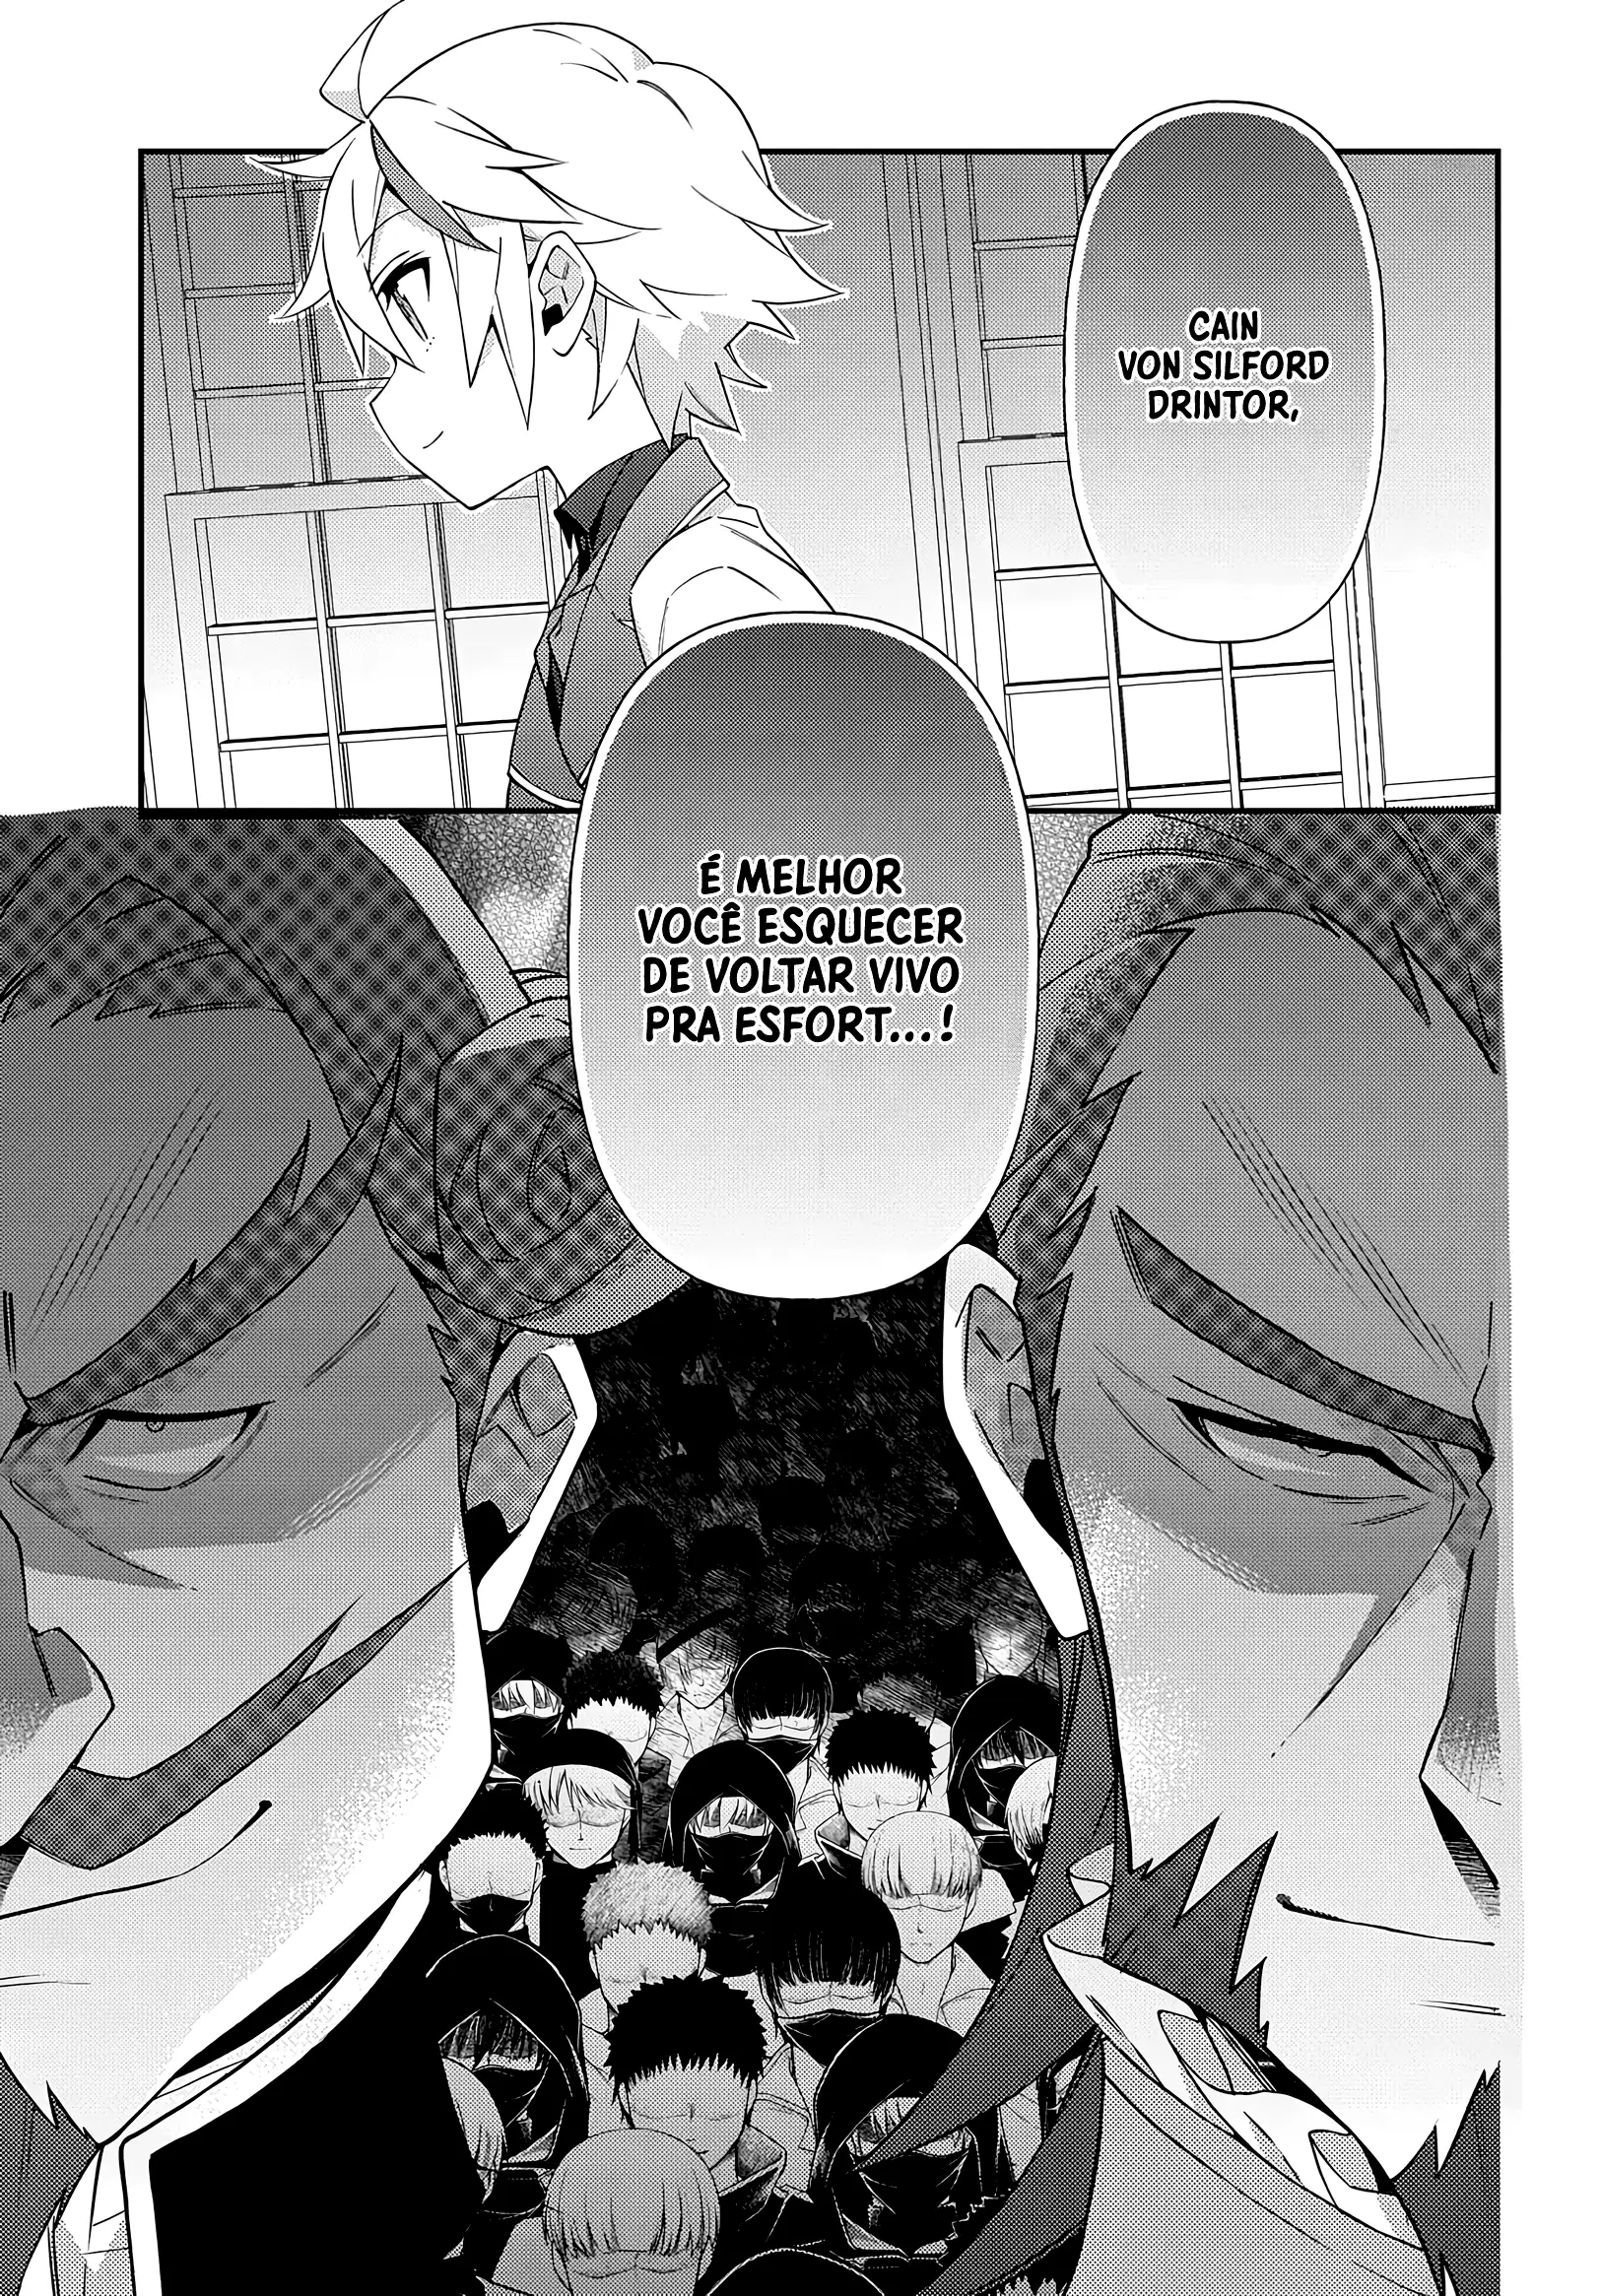 CAIN
VON SILFORD
DRINTOR,
É MELHOR
VOCÊ ESQUECER
DE VOLTAR VIVO
PRA ESFORT...!